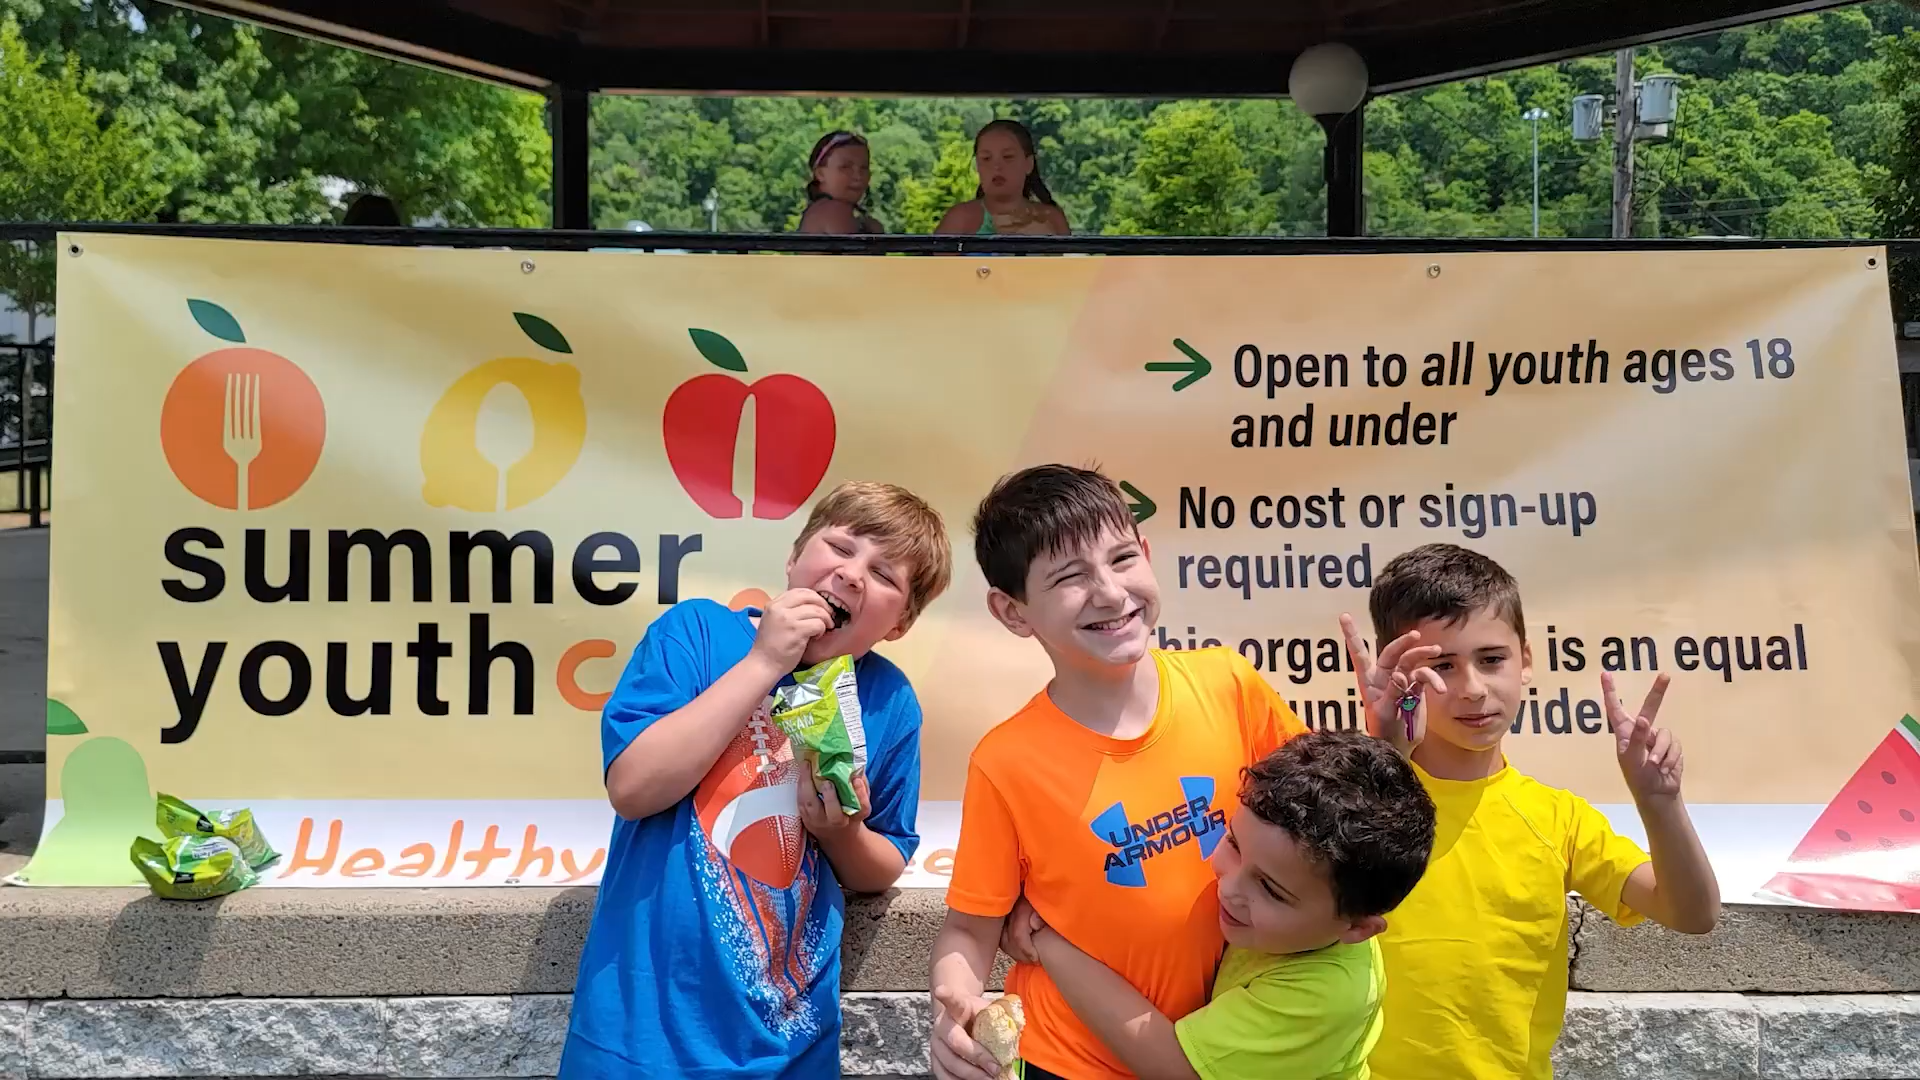 summer
youth
Healthy
→ Open to all youth ages 18
and under
→ No cost or sign-up
required
is an equal
UNDER
ARMOUR